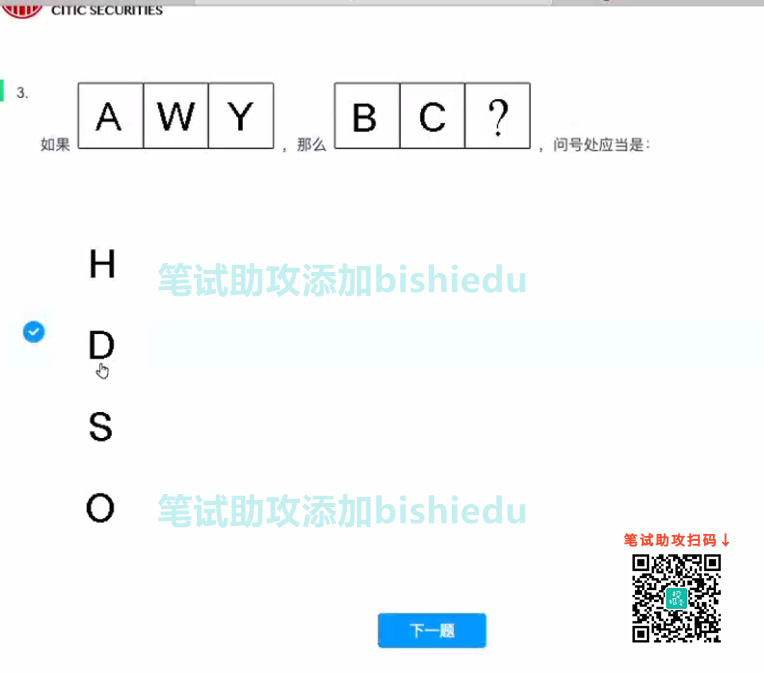 CITIC SECURITIES
3.
如果 A W Y ，那么 B C ? ，问号处应当是：
H
笔试助攻添加bishiedu
D
S
O
笔试助攻添加bishiedu
笔试助攻扫码↓
下一题